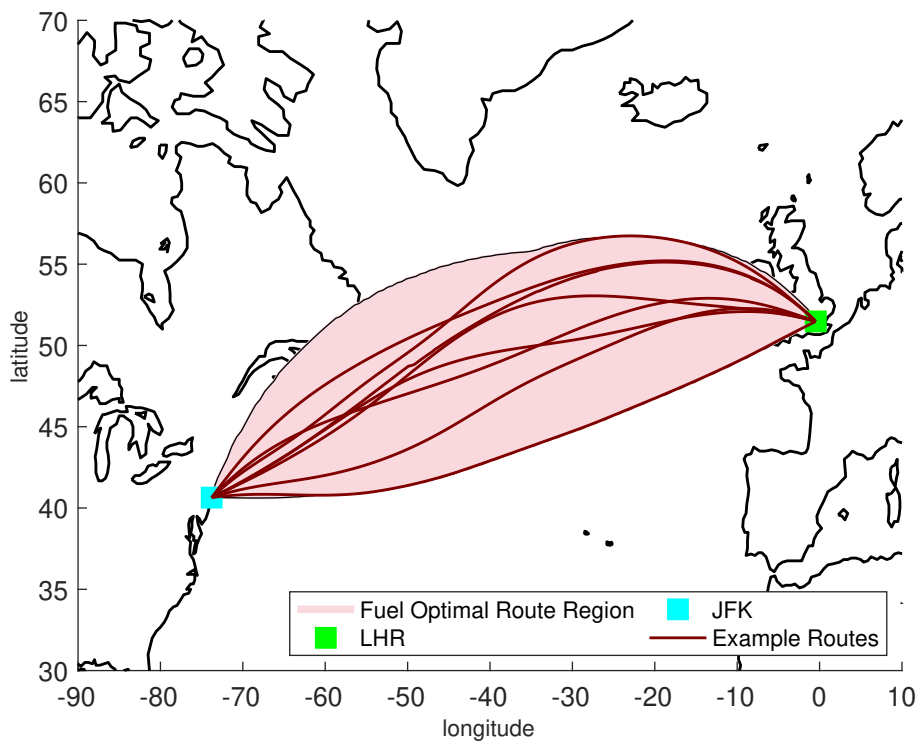 70
65
60
55
50
45
40
35
30
latitude
Fuel Optimal Route Region
JFK
LHR
Example Routes
-90 -80 -70 -60 -50 -40 -30 -20 -10 0 10
longitude